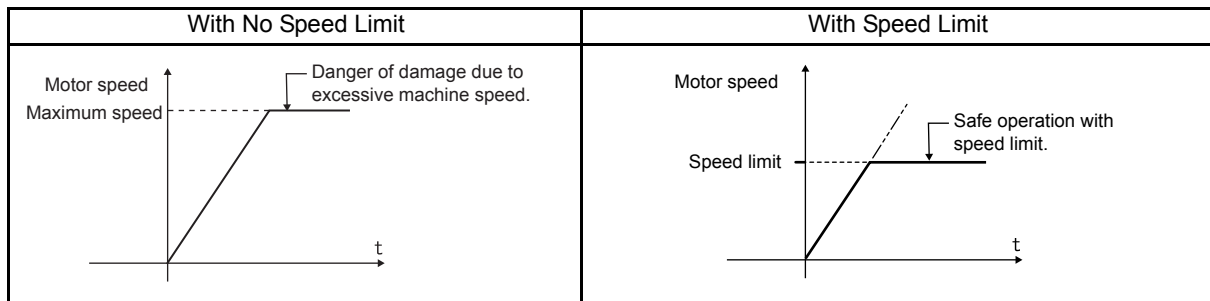 With No Speed Limit
With Speed Limit
Motor speed
Maximum speed
Danger of damage due to
excessive machine speed.
t
Motor speed
Speed limit
Safe operation with
speed limit.
t